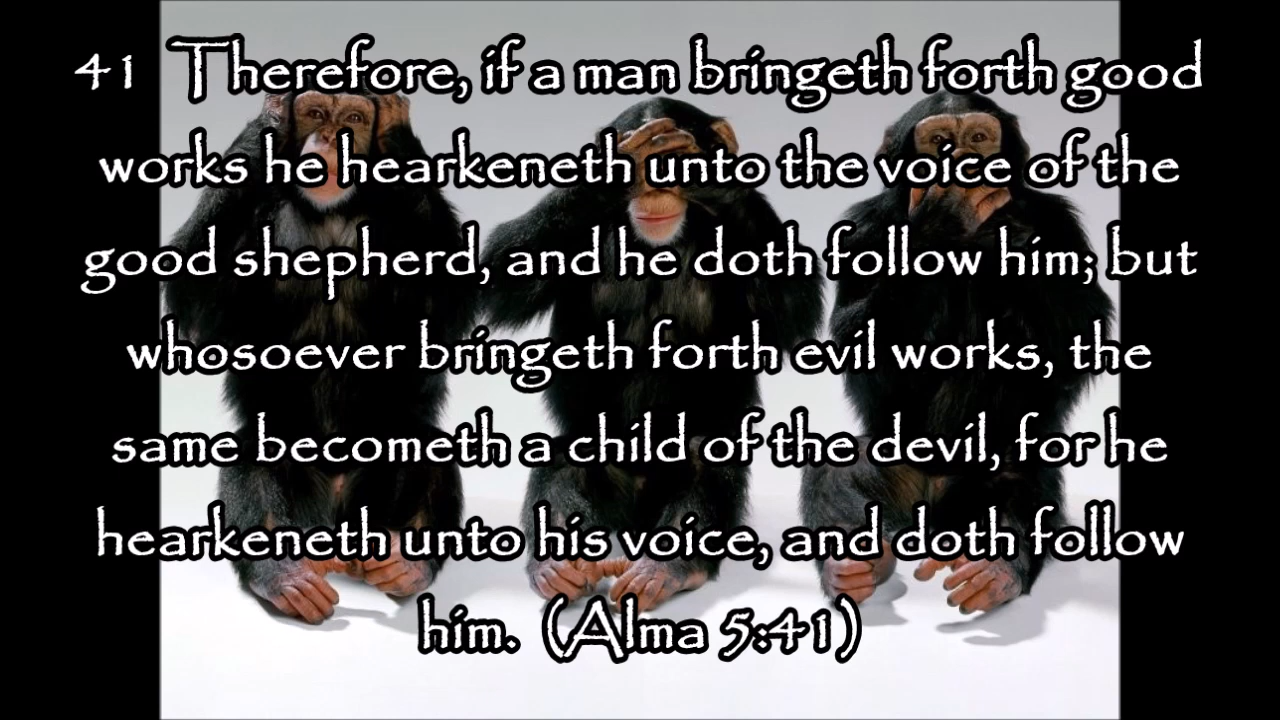 41 Therefore, if a man bringeth forth good
works he hearkeneth unto the voice of the
good shepherd, and he doth follow him; but
whosoever bringeth forth evil works, the
same becometh a child of the devil, for he
hearkeneth unto his voice, and doth follow
him. (Alma 5:41)